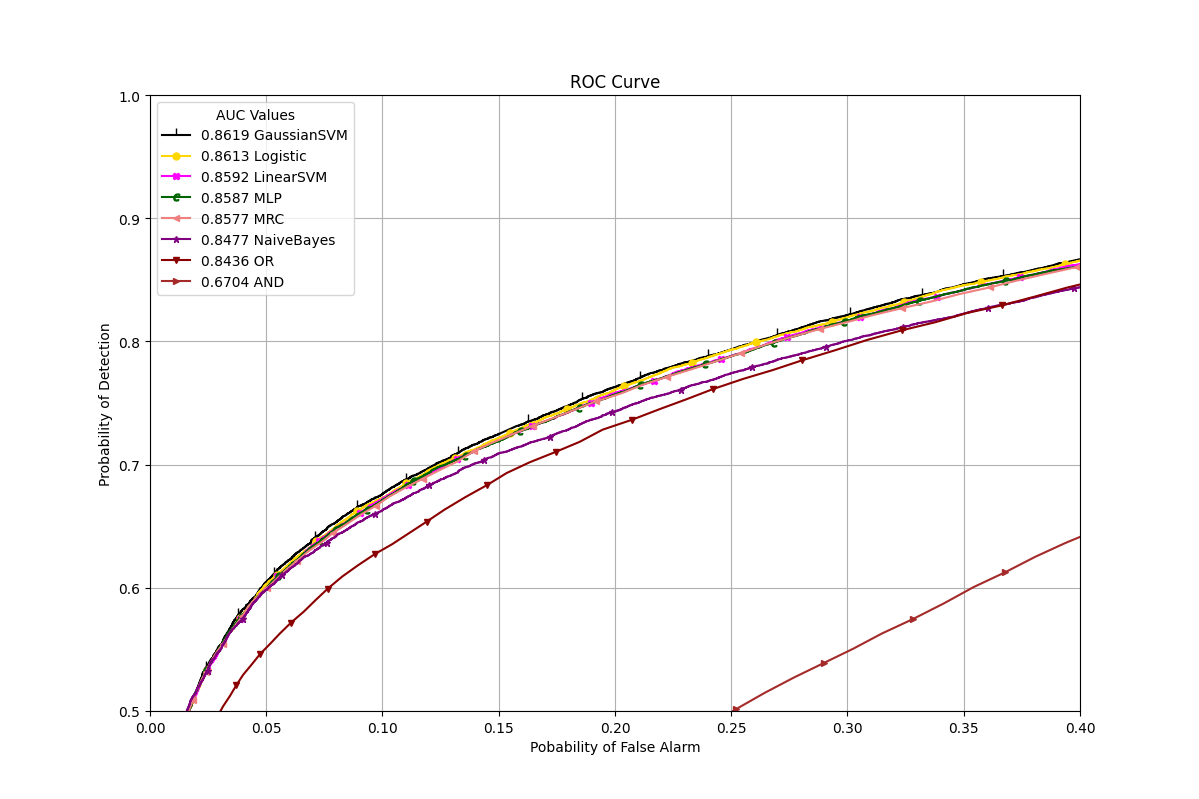 ROC Curve
AUC Values
0.8619 GaussianSVM
0.8613 Logistic
0.8592 LinearSVM
0.8587 MLP
0.8577 MRC
0.8477 NaiveBayes
0.8436 OR
0.6704 AND
1.0
0.9
0.8
0.7
0.6
0.5
Probability of Detection
0.00 0.05 0.10 0.15 0.20 0.25 0.30 0.35 0.40
Pobability of False Alarm